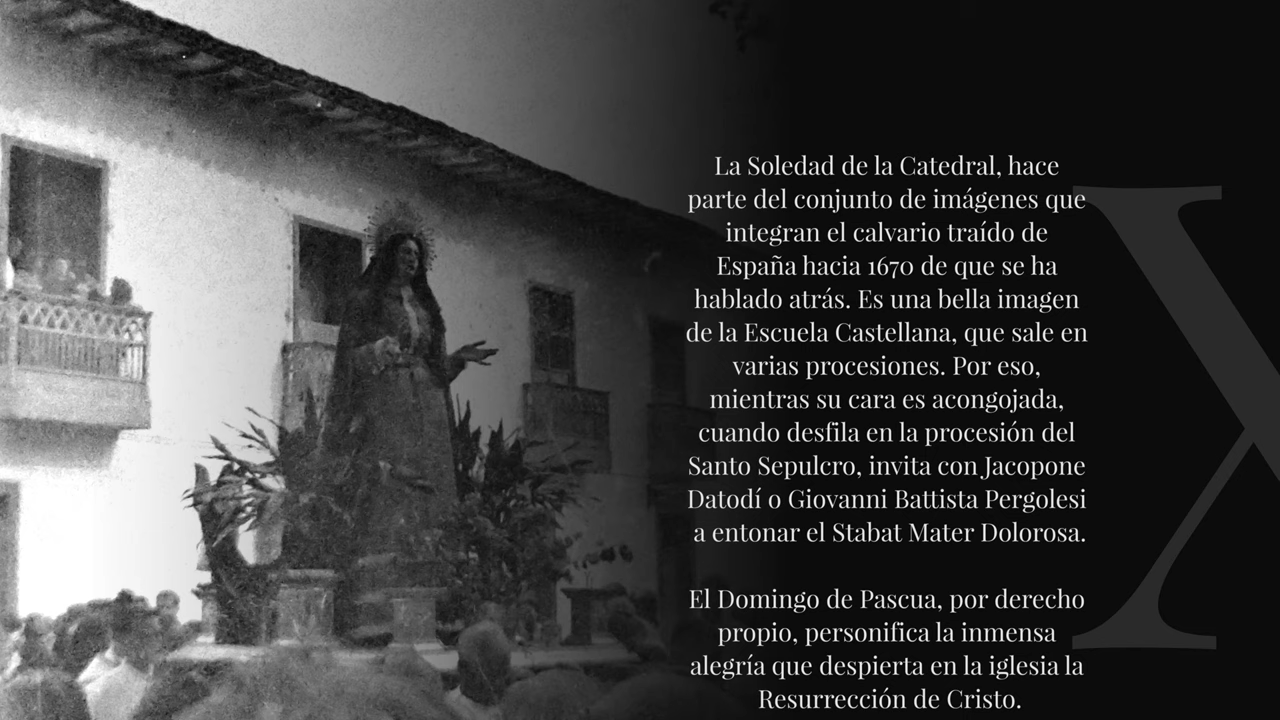 La Soledad de la Catedral, hace
parte del conjunto de imágenes que
integran el calvario traído de
España hacia 1670 de que se ha
hablado atrás. Es una bella imagen
de la Escuela Castellana, que sale en
varias procesiones. Por eso,
mientras su cara es acongojada,
cuando desfila en la procesión del
Santo Sepulcro, invita con Jacopone
Datodí o Giovanni Battista Pergolesi
a entonar el Stabat Mater Dolorosa.
El Domingo de Pascua, por derecho
propio, personifica la inmensa
alegría que despierta en la iglesia la
Resurrección de Cristo.
X